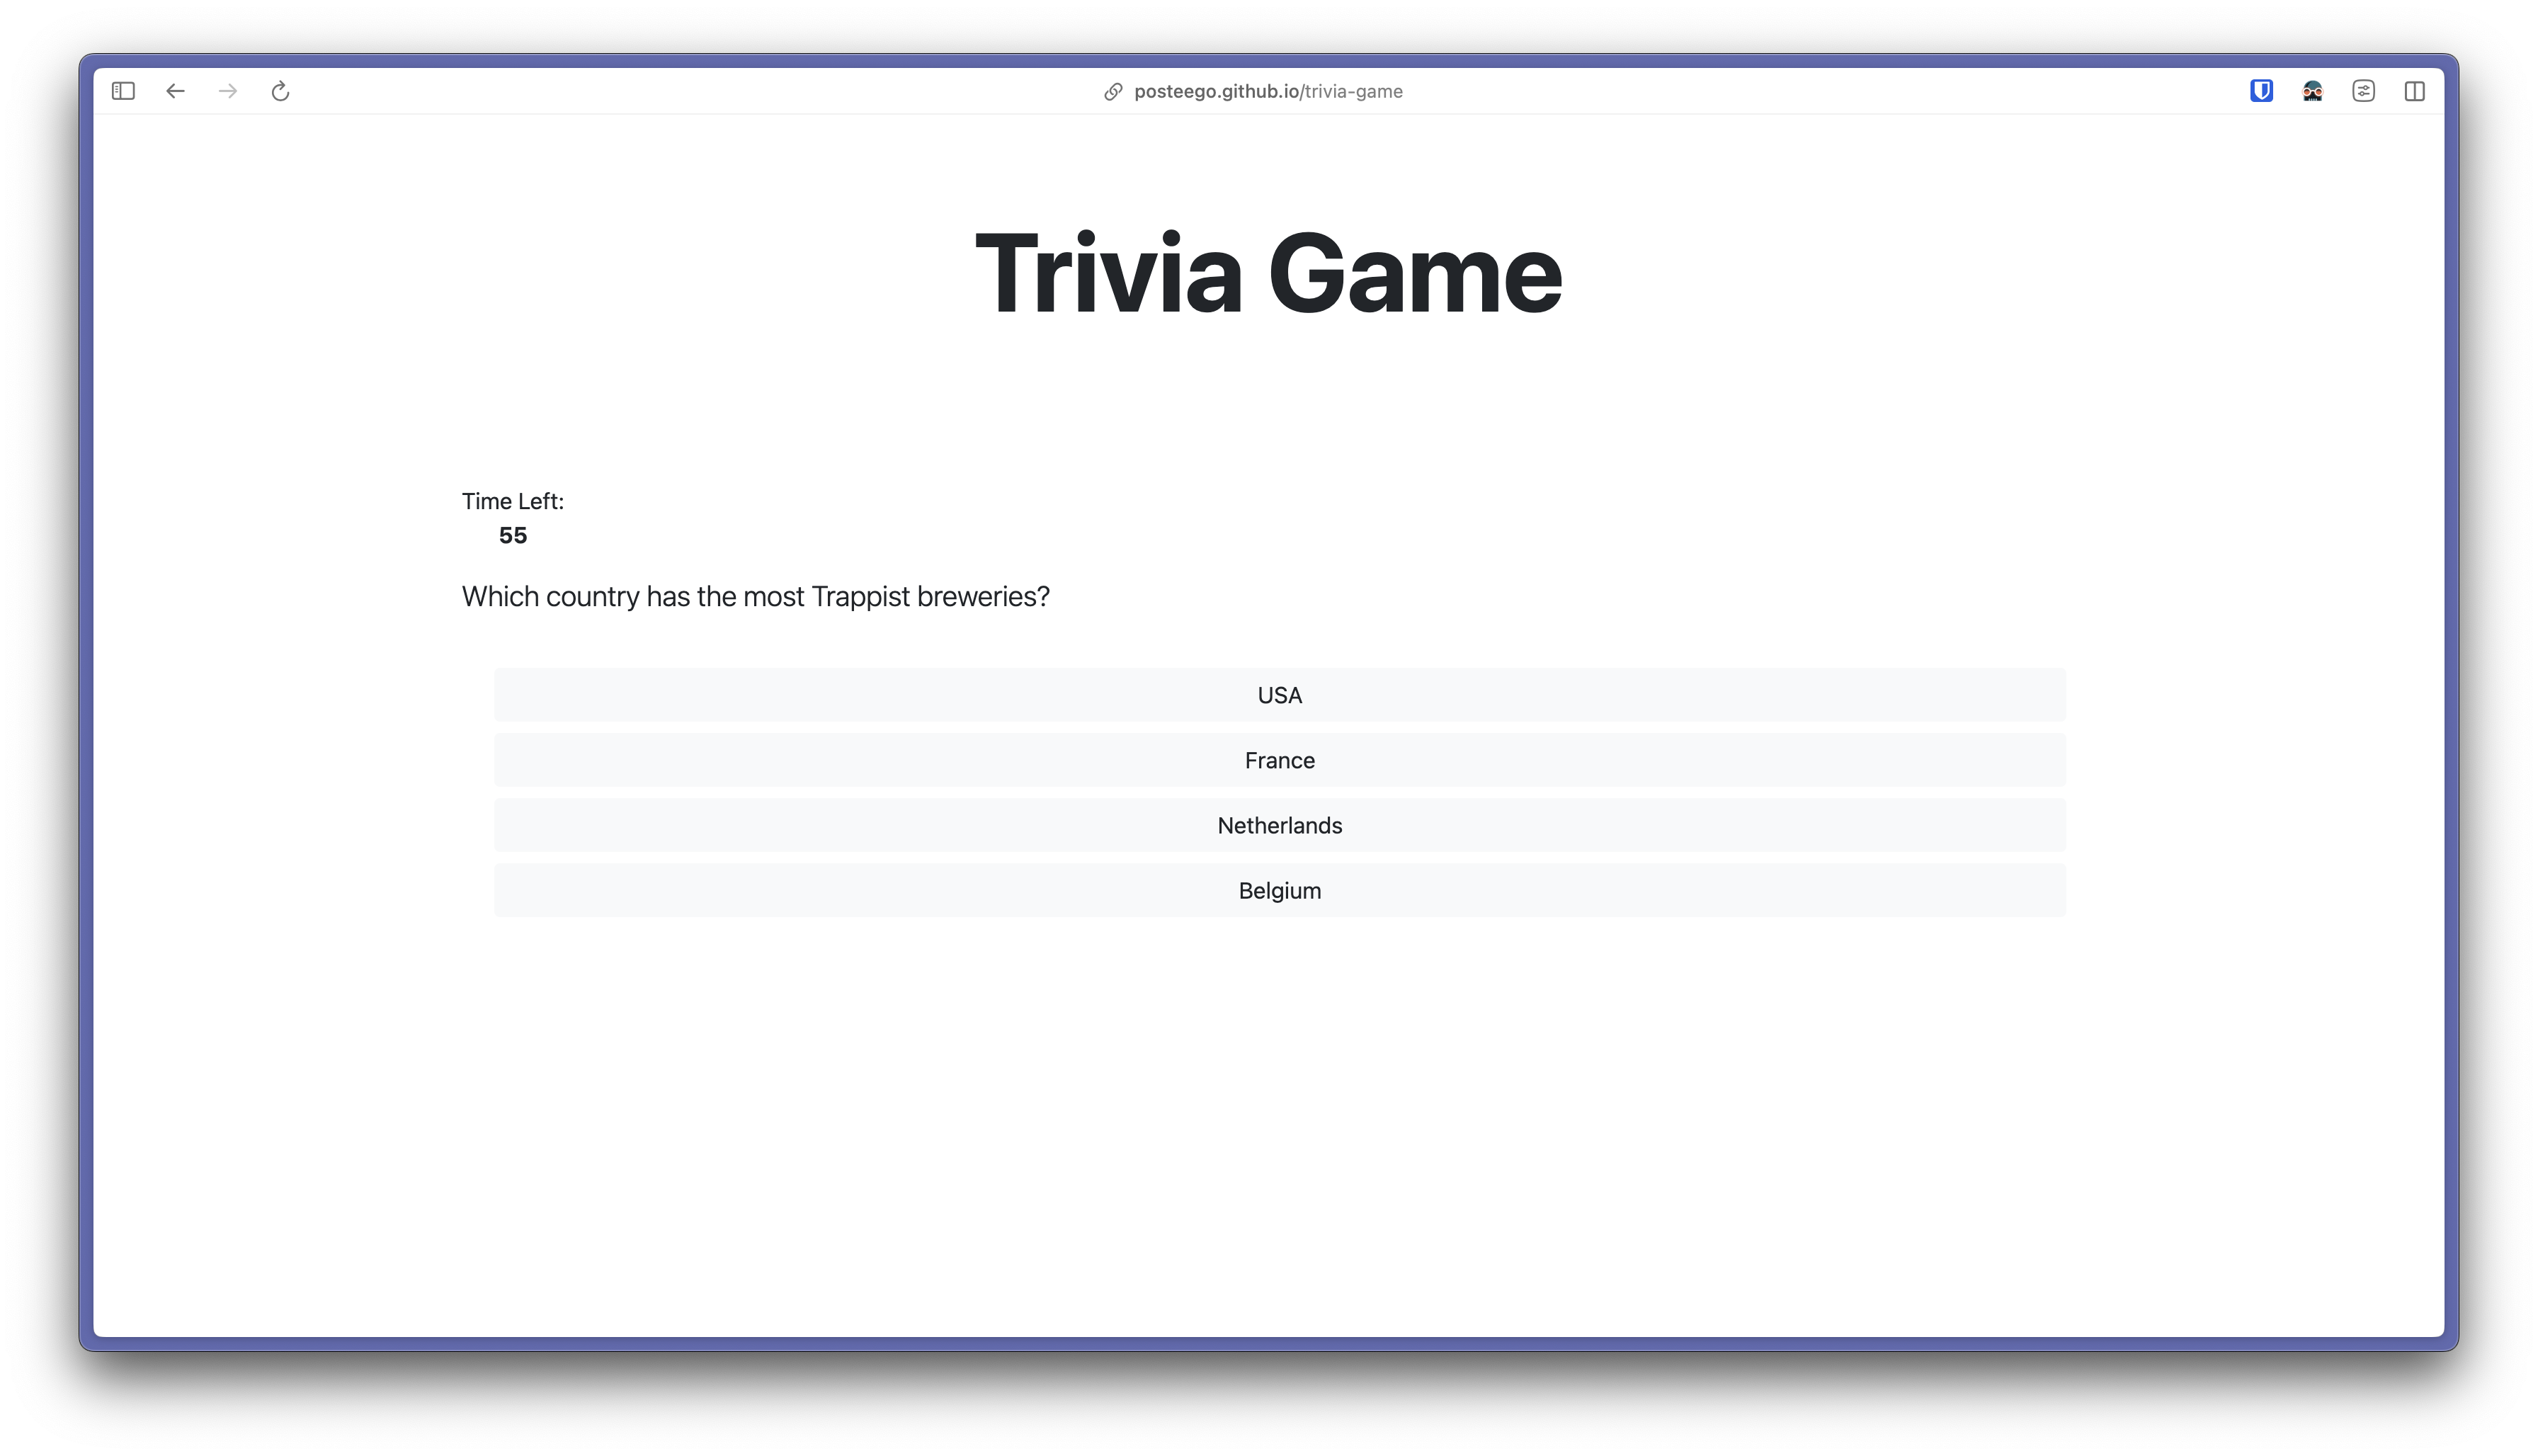 posteego.github.io/trivia-game
Trivia Game
Time Left:
55
Which country has the most Trappist breweries?
USA
France
Netherlands
Belgium